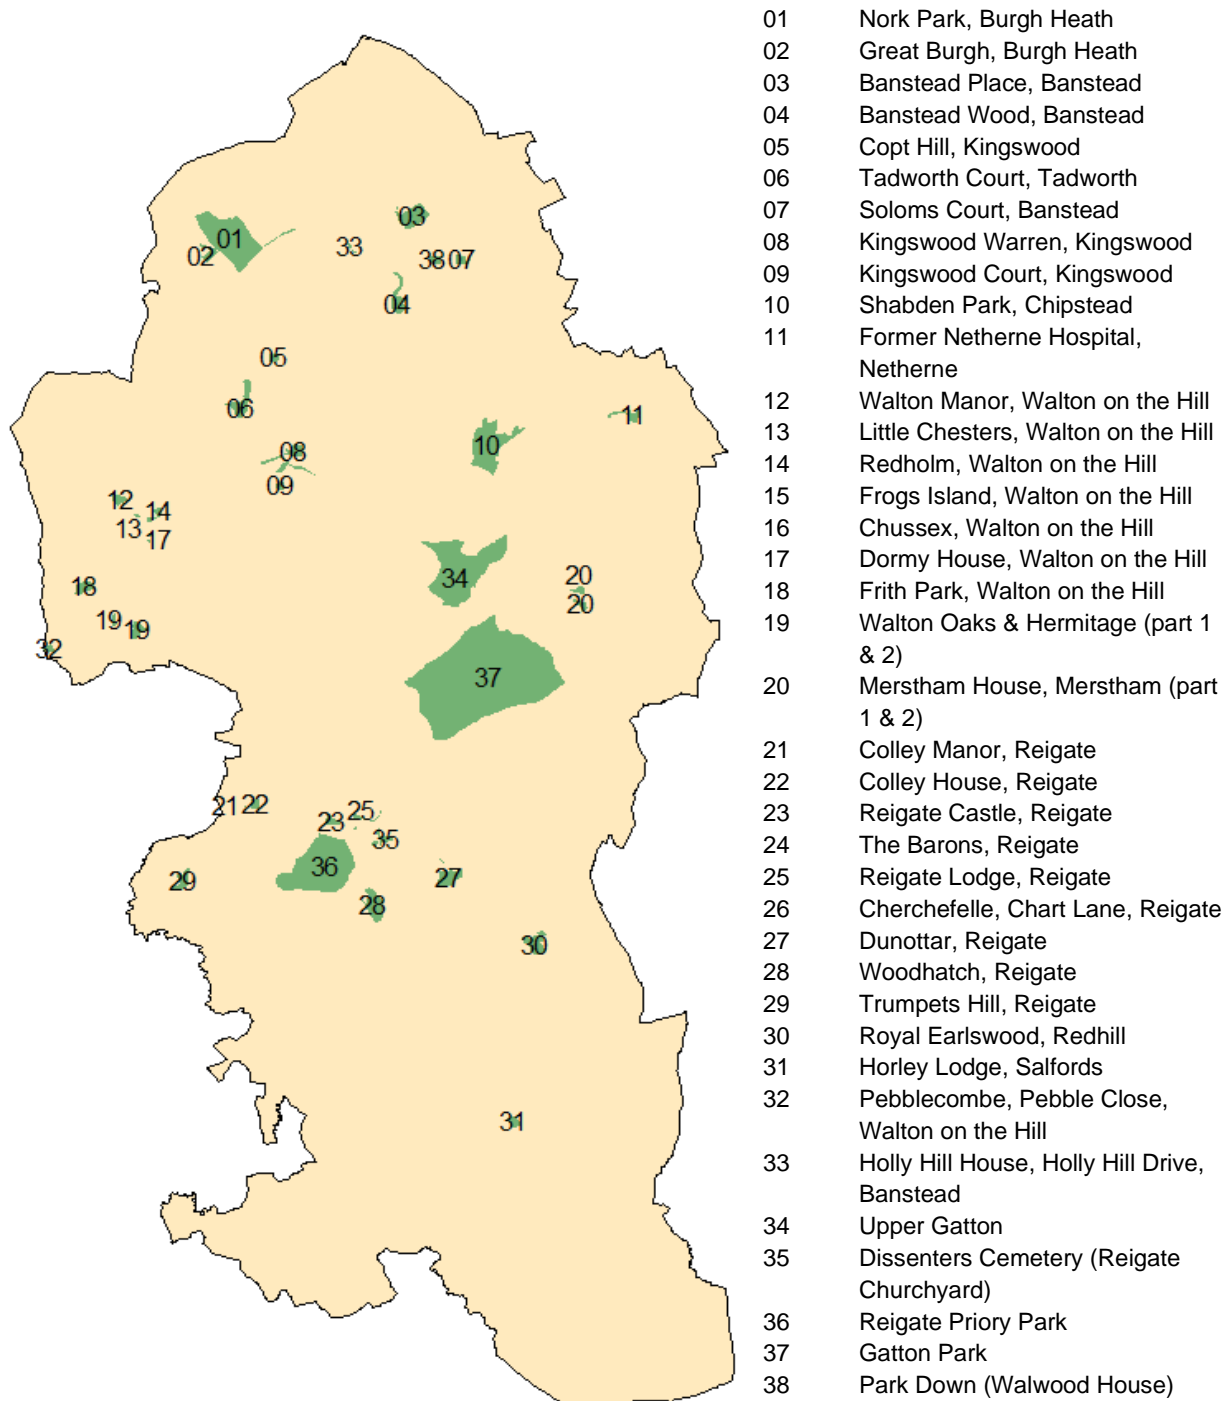 01 Nork Park, Burgh Heath
02 Great Burgh, Burgh Heath
03 Banstead Place, Banstead
04 Banstead Wood, Banstead
05 Copt Hill, Kingswood
06 Tadworth Court, Tadworth
07 Soloms Court, Banstead
08 Kingswood Warren, Kingswood
09 Kingswood Court, Kingswood
10 Shabden Park, Chipstead
11 Former Netherne Hospital,
Netherne
12 Walton Manor, Walton on the Hill
13 Little Chesters, Walton on the Hill
14 Redholm, Walton on the Hill
15 Frogs Island, Walton on the Hill
16 Chussex, Walton on the Hill
17 Dormy House, Walton on the Hill
18 Frith Park, Walton on the Hill
19 Walton Oaks & Hermitage (part 1
& 2)
20 Merstham House, Merstham (part
1 & 2)
21 Colley Manor, Reigate
22 Colley House, Reigate
23 Reigate Castle, Reigate
24 The Barons, Reigate
25 Reigate Lodge, Reigate
26 Cherchefelle, Chart Lane, Reigate
27 Dunottar, Reigate
28 Woodhatch, Reigate
29 Trumpets Hill, Reigate
30 Royal Earlswood, Redhill
31 Horley Lodge, Salfords
32 Pebblecombe, Pebble Close,
Walton on the Hill
33 Holly Hill House, Holly Hill Drive,
Banstead
34 Upper Gatton
35 Dissenters Cemetery (Reigate
Churchyard)
36 Reigate Priory Park
37 Gatton Park
38 Park Down (Walwood House)
03
01
33
02
38 07
04
05
06
11
10
08
09
12
14
13
17
34
20
18
20
19
19
32
37
21 22
25
23
35
36
27
29
28
30
31